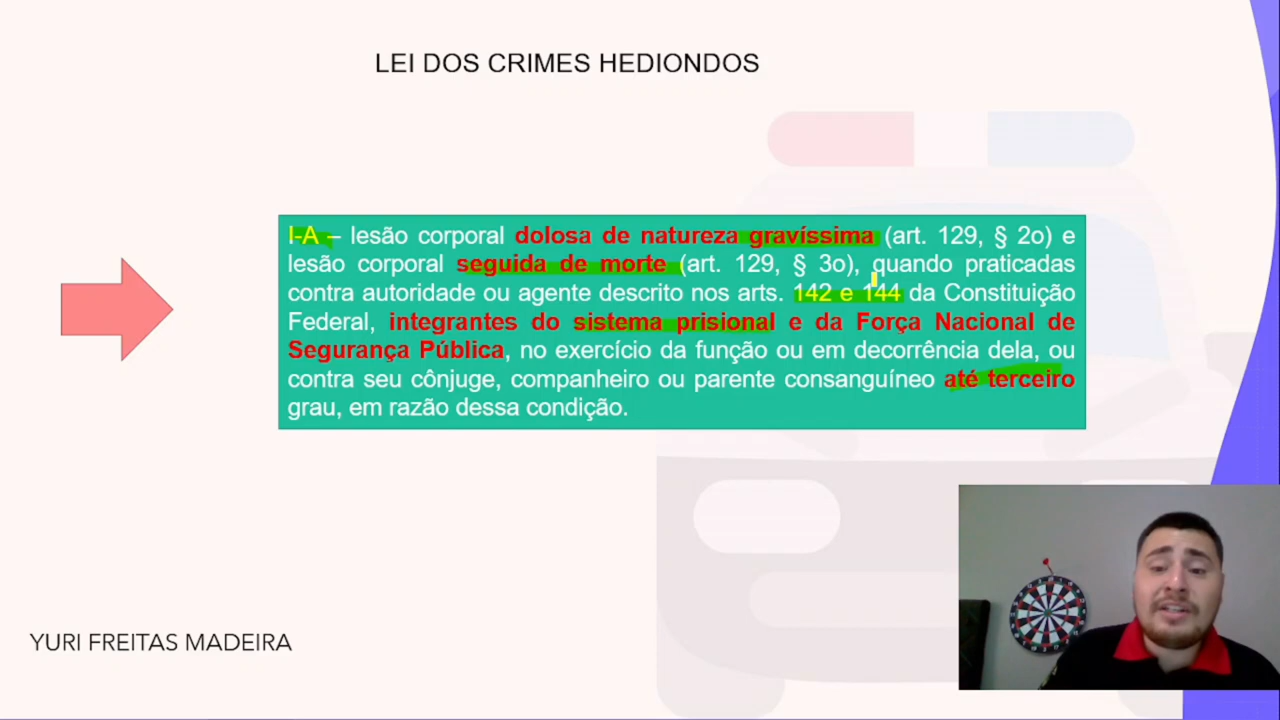 LEI DOS CRIMES HEDIONDOS
I-A – lesão corporal dolosa de natureza gravíssima (art. 129, § 2o) e
lesão corporal seguida de morte (art. 129, § 3o), quando praticadas
contra autoridade ou agente descrito nos arts. 142 e 144 da Constituição
Federal, integrantes do sistema prisional e da Força Nacional de
Segurança Pública, no exercício da função ou em decorrência dela, ou
contra seu cônjuge, companheiro ou parente consanguíneo até terceiro
grau, em razão dessa condição.
YURI FREITAS MADEIRA